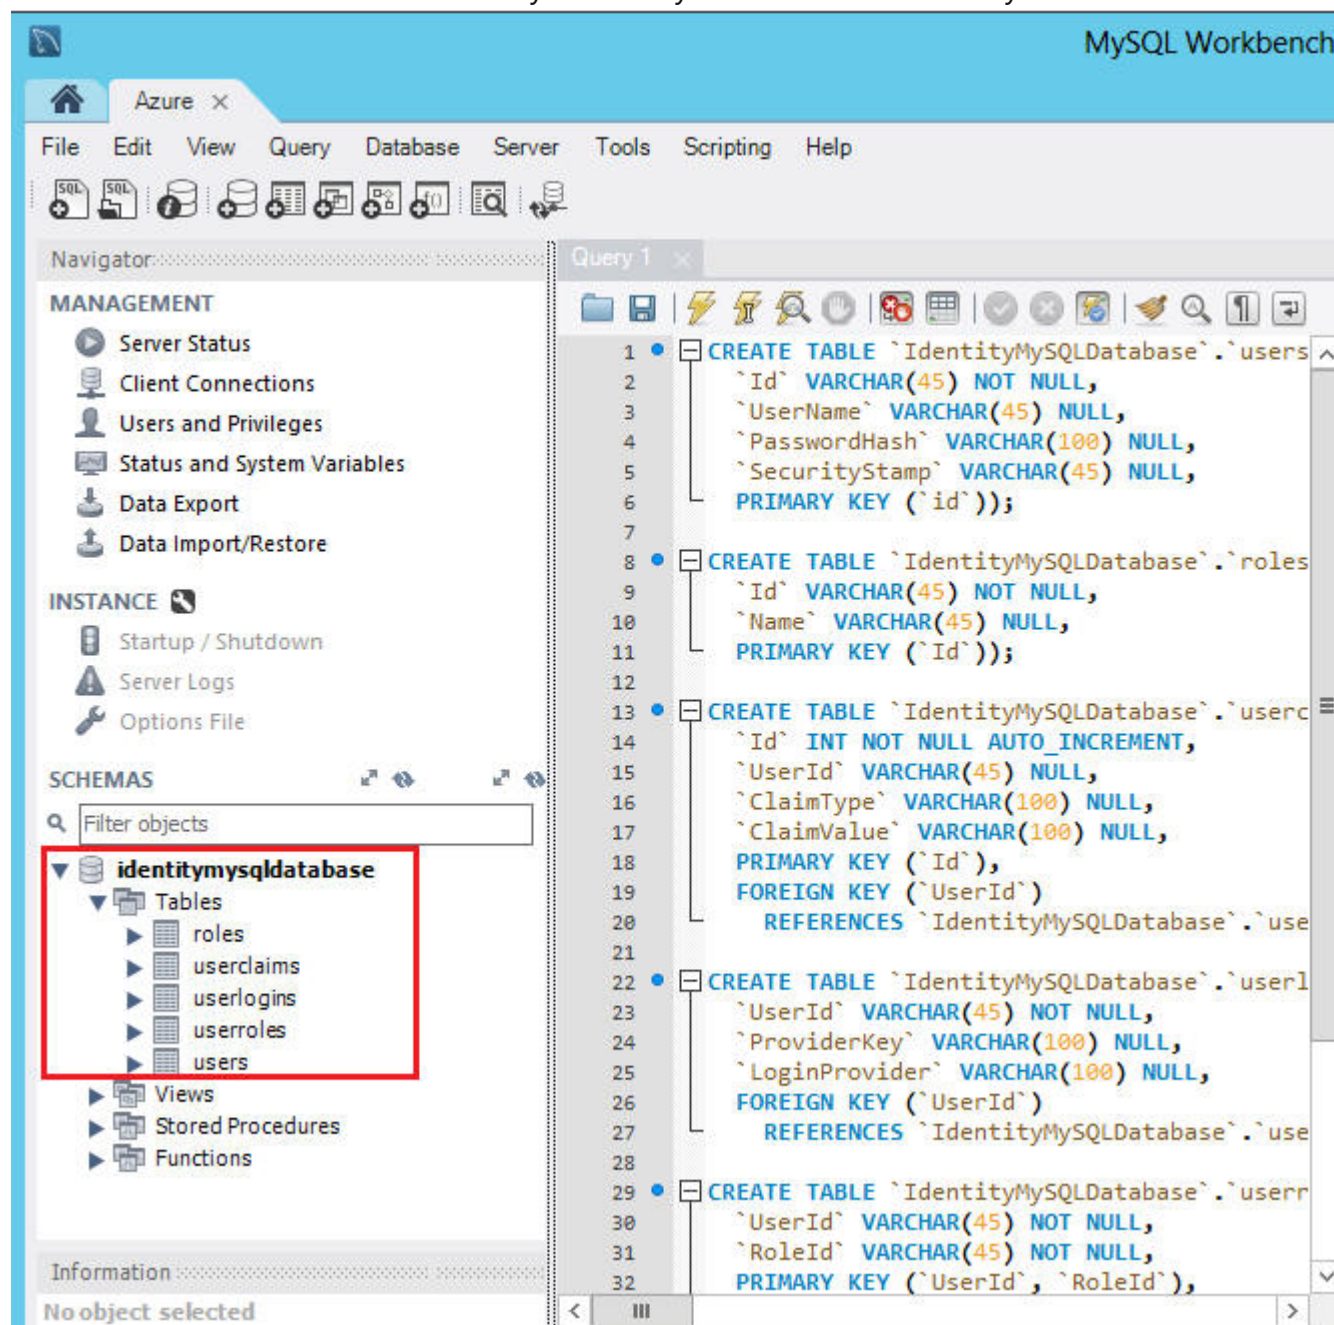 MySQL Workbench
Azure
File Edit View Query Database Server Tools Scripting Help
Navigator
MANAGEMENT
Server Status
Client Connections
Users and Privileges
Status and System Variables
Data Export
Data Import/Restore
INSTANCE
Startup / Shutdown
Server Logs
Options File
SCHEMAS
Filter objects
identitymysqldatabase
Tables
roles
userclaims
userlogins
userroles
users
Views
Stored Procedures
Functions
Information
No object selected
Query 1
1 CREATE TABLE `IdentityMySQLDatabase`.`users
2 `Id` VARCHAR(45) NOT NULL,
3 `UserName` VARCHAR(45) NULL,
4 `PasswordHash` VARCHAR(100) NULL,
5 `SecurityStamp` VARCHAR(45) NULL,
6 PRIMARY KEY (`id`));
7
8 CREATE TABLE `IdentityMySQLDatabase`.`roles
9 `Id` VARCHAR(45) NOT NULL,
10 `Name` VARCHAR(45) NULL,
11 PRIMARY KEY (`Id`));
12
13 CREATE TABLE `IdentityMySQLDatabase`.`userc
14 `Id` INT NOT NULL AUTO_INCREMENT,
15 `UserId` VARCHAR(45) NULL,
16 `ClaimType` VARCHAR(100) NULL,
17 `ClaimValue` VARCHAR(100) NULL,
18 PRIMARY KEY (`Id`),
19 FOREIGN KEY (`UserId`)
20 REFERENCES `IdentityMySQLDatabase`.`use
21
22 CREATE TABLE `IdentityMySQLDatabase`.`userl
23 `UserId` VARCHAR(45) NOT NULL,
24 `ProviderKey` VARCHAR(100) NULL,
25 `LoginProvider` VARCHAR(100) NULL,
26 FOREIGN KEY (`UserId`)
27 REFERENCES `IdentityMySQLDatabase`.`use
28
29 CREATE TABLE `IdentityMySQLDatabase`.`userr
30 `UserId` VARCHAR(45) NOT NULL,
31 `RoleId` VARCHAR(45) NOT NULL,
32 PRIMARY KEY (`UserId`, `RoleId`),